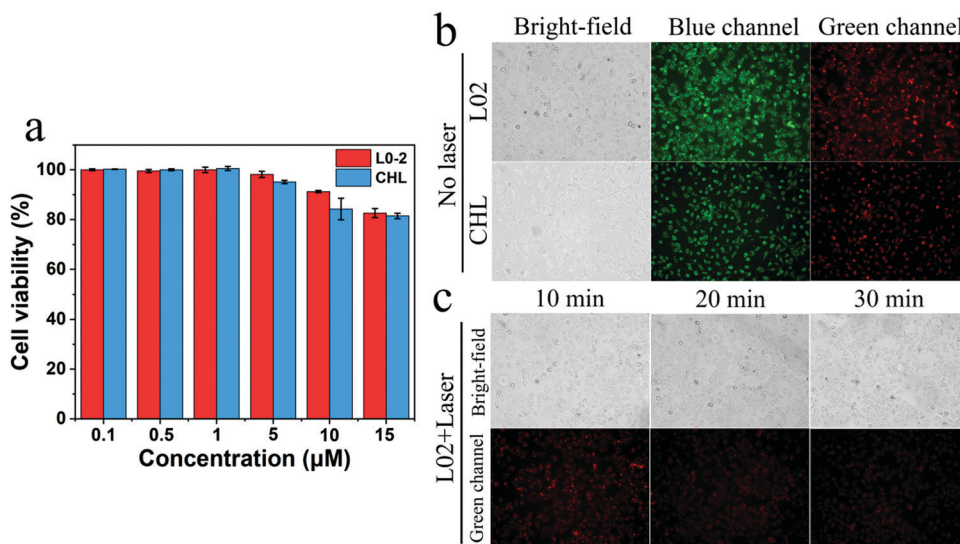 a
Cell viability (%)
100
80
60
40
20
0
L0-2
CHL
0.1 0.5 1 5 10 15
Concentration (μM)
b
Bright-field Blue channel Green channel
No laser
L02
CHL
c
10 min 20 min 30 min
L02+Laser
Bright-field
Green channel